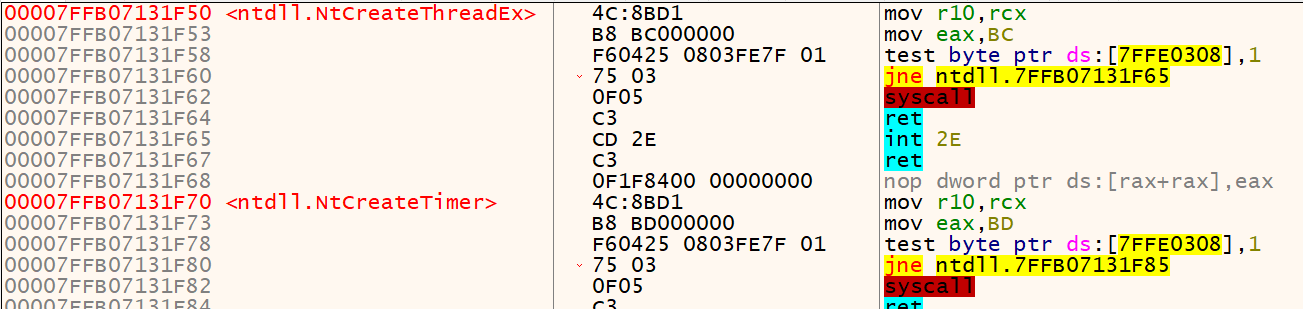 00007FFB07131F50 <ntdll.NtCreateThreadEx> 4C:8BD1 mov r10,rcx
00007FFB07131F53 B8 BC000000 mov eax,BC
00007FFB07131F58 F60425 0803FE7F 01 test byte ptr ds:[7FFE0308],1
00007FFB07131F60 75 03 jne ntdll.7FFB07131F65
00007FFB07131F62 0F05 syscall
00007FFB07131F64 C3 ret
00007FFB07131F65 CD 2E int 2E
00007FFB07131F67 C3 ret
00007FFB07131F68 0F1F8400 00000000 nop dword ptr ds:[rax+rax],eax
00007FFB07131F70 <ntdll.NtCreateTimer> 4C:8BD1 mov r10,rcx
00007FFB07131F73 B8 BD000000 mov eax,BD
00007FFB07131F78 F60425 0803FE7F 01 test byte ptr ds:[7FFE0308],1
00007FFB07131F80 75 03 jne ntdll.7FFB07131F85
00007FFB07131F82 0F05 syscall
00007FFB07131F84 C3 ret